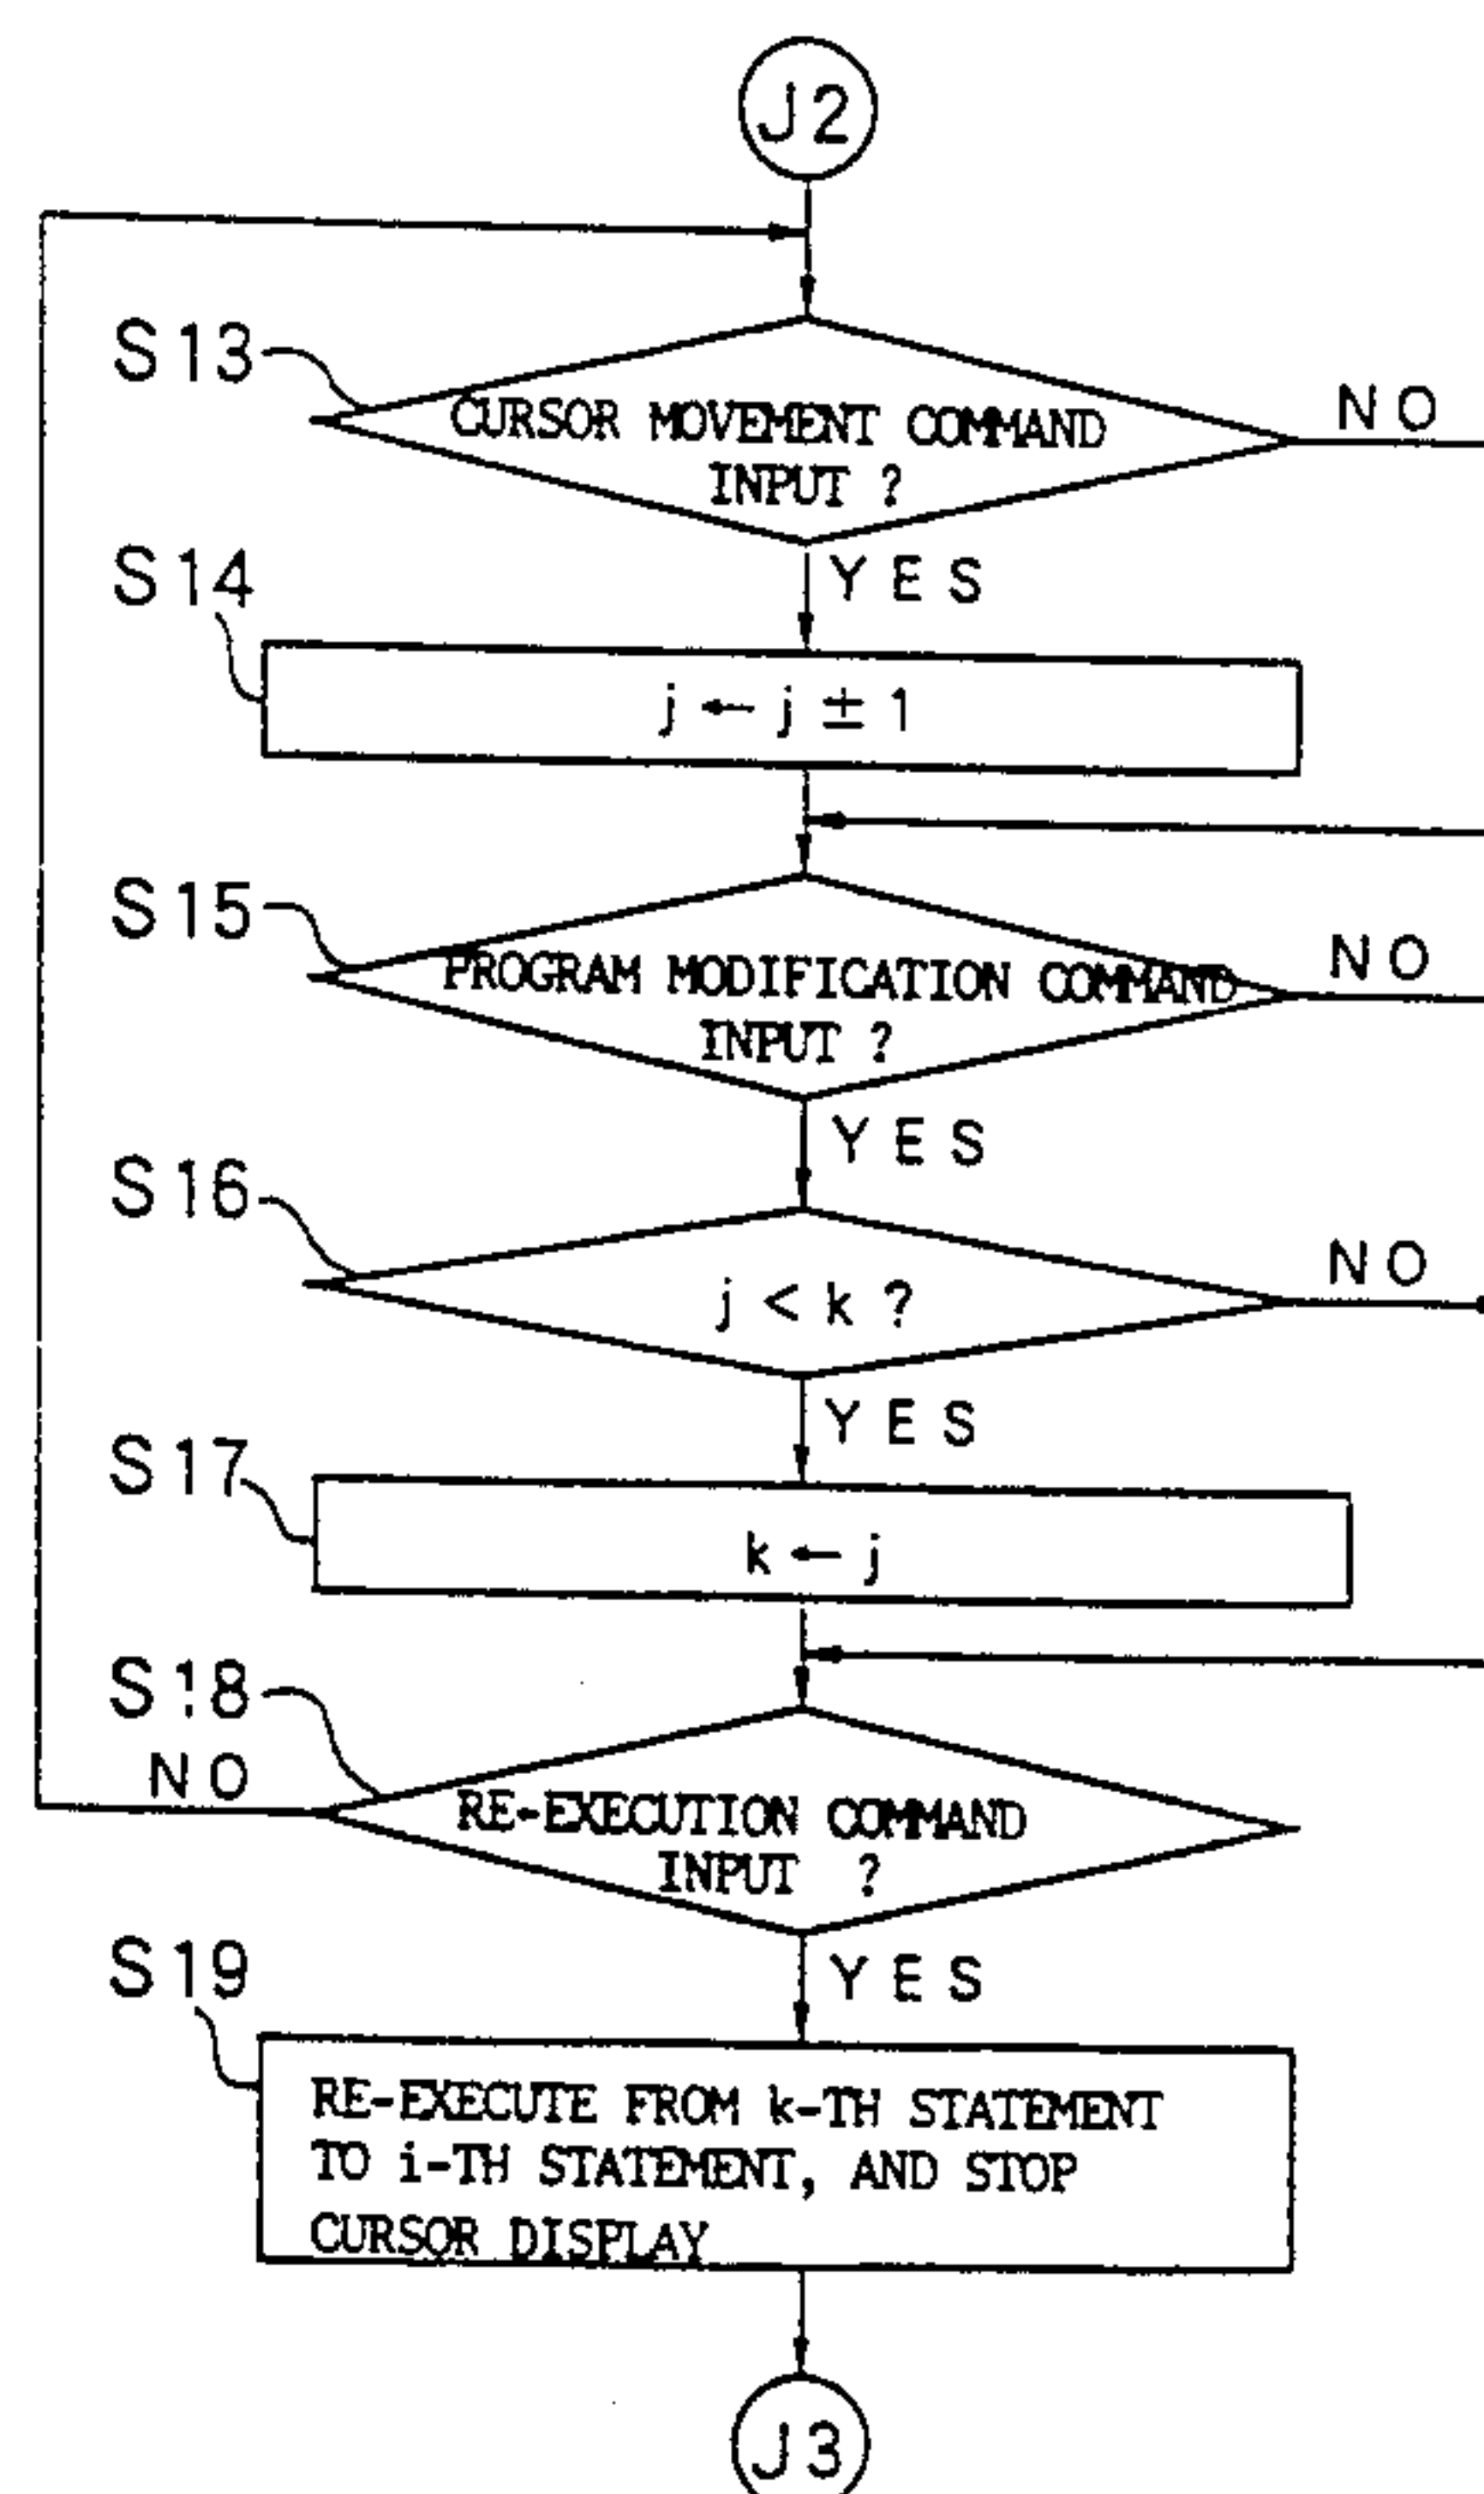 J2
S13
CURSOR MOVEMENT COMMAND
INPUT ?
NO
YES
S14
j ← j ± 1
S15
PROGRAM MODIFICATION COMMAND
INPUT ?
NO
YES
S16
j < k ?
NO
YES
S17
k ← j
S18
NO
RE-EXECUTION COMMAND
INPUT ?
YES
S19
RE-EXECUTE FROM k-TH STATEMENT
TO i-TH STATEMENT, AND STOP
CURSOR DISPLAY
J3